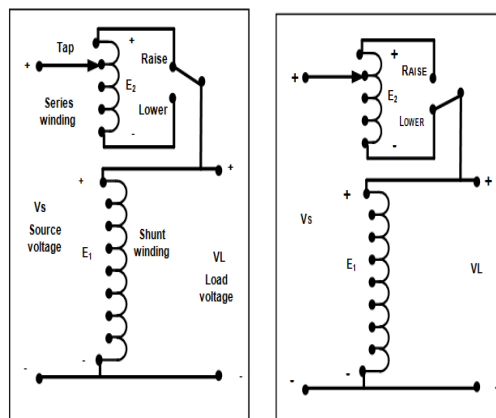 Tap
+
+
Raise
E2
Series
winding
Lower
-
+
+
Vs
Source
voltage
E1
Shunt
winding
VL
Load
voltage
-
-
-
+
+
RAISE
E2
LOWER
-
+
+
Vs
E1
VL
-
-
-